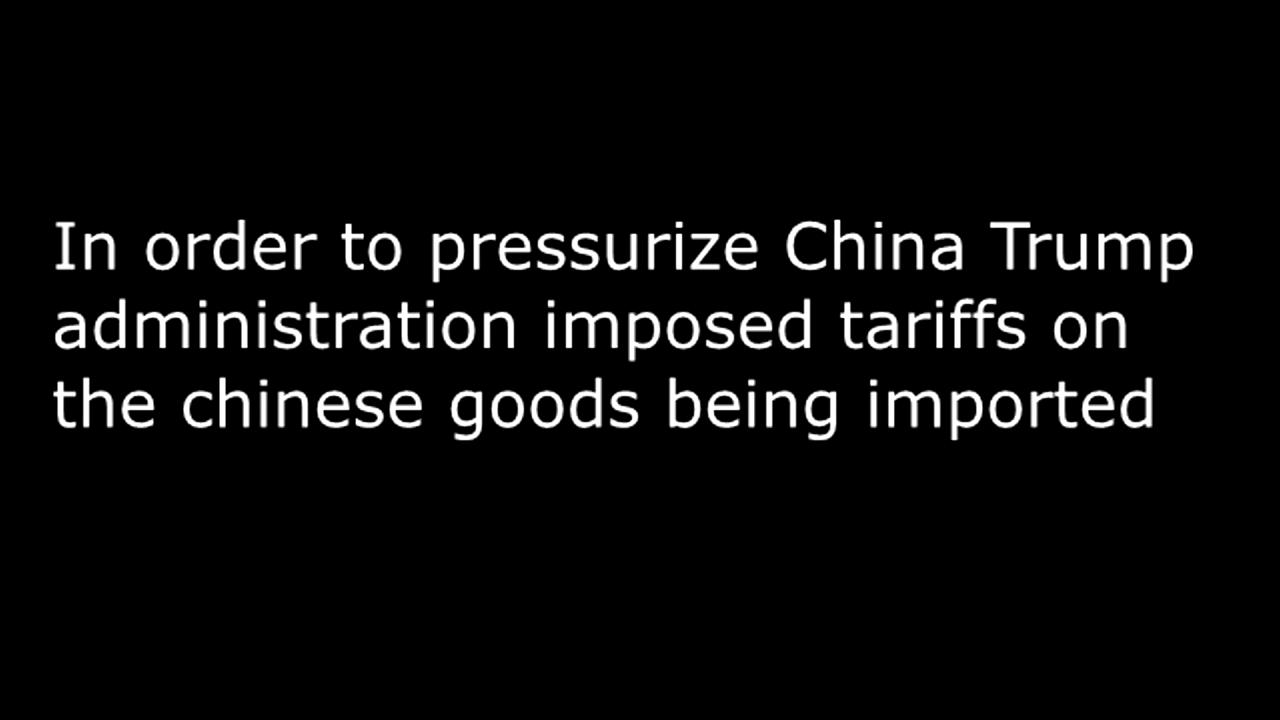 In order to pressurize China Trump
administration imposed tariffs on
the chinese goods being imported